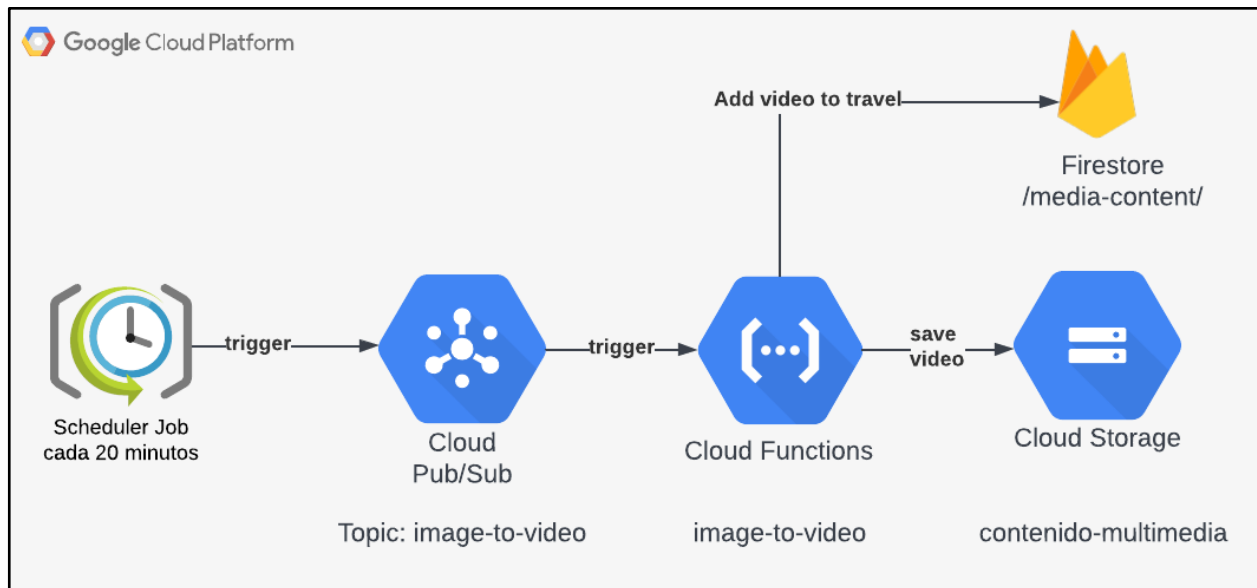 Google Cloud Platform
Add video to travel
Firestore
/media-content/
trigger
trigger
save
video
Scheduler Job
cada 20 minutos
Cloud
Pub/Sub
Cloud Functions
Cloud Storage
Topic: image-to-video
image-to-video
contenido-multimedia